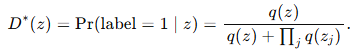 D*(z) = Pr(label = 1 | z) = q(z) / (q(z) + ∏_j q(z_j)).